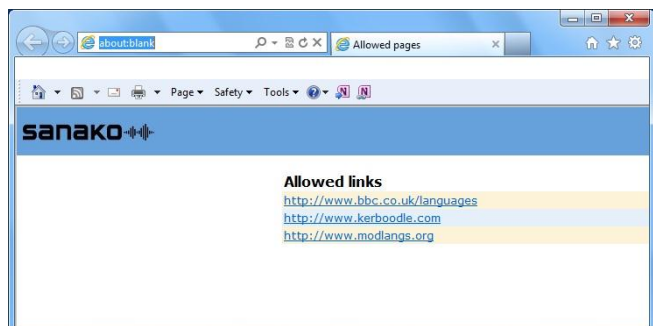 about:blank
Allowed pages
Page Safety Tools
sanako
Allowed links
http://www.bbc.co.uk/languages
http://www.kerboodle.com
http://www.modlangs.org